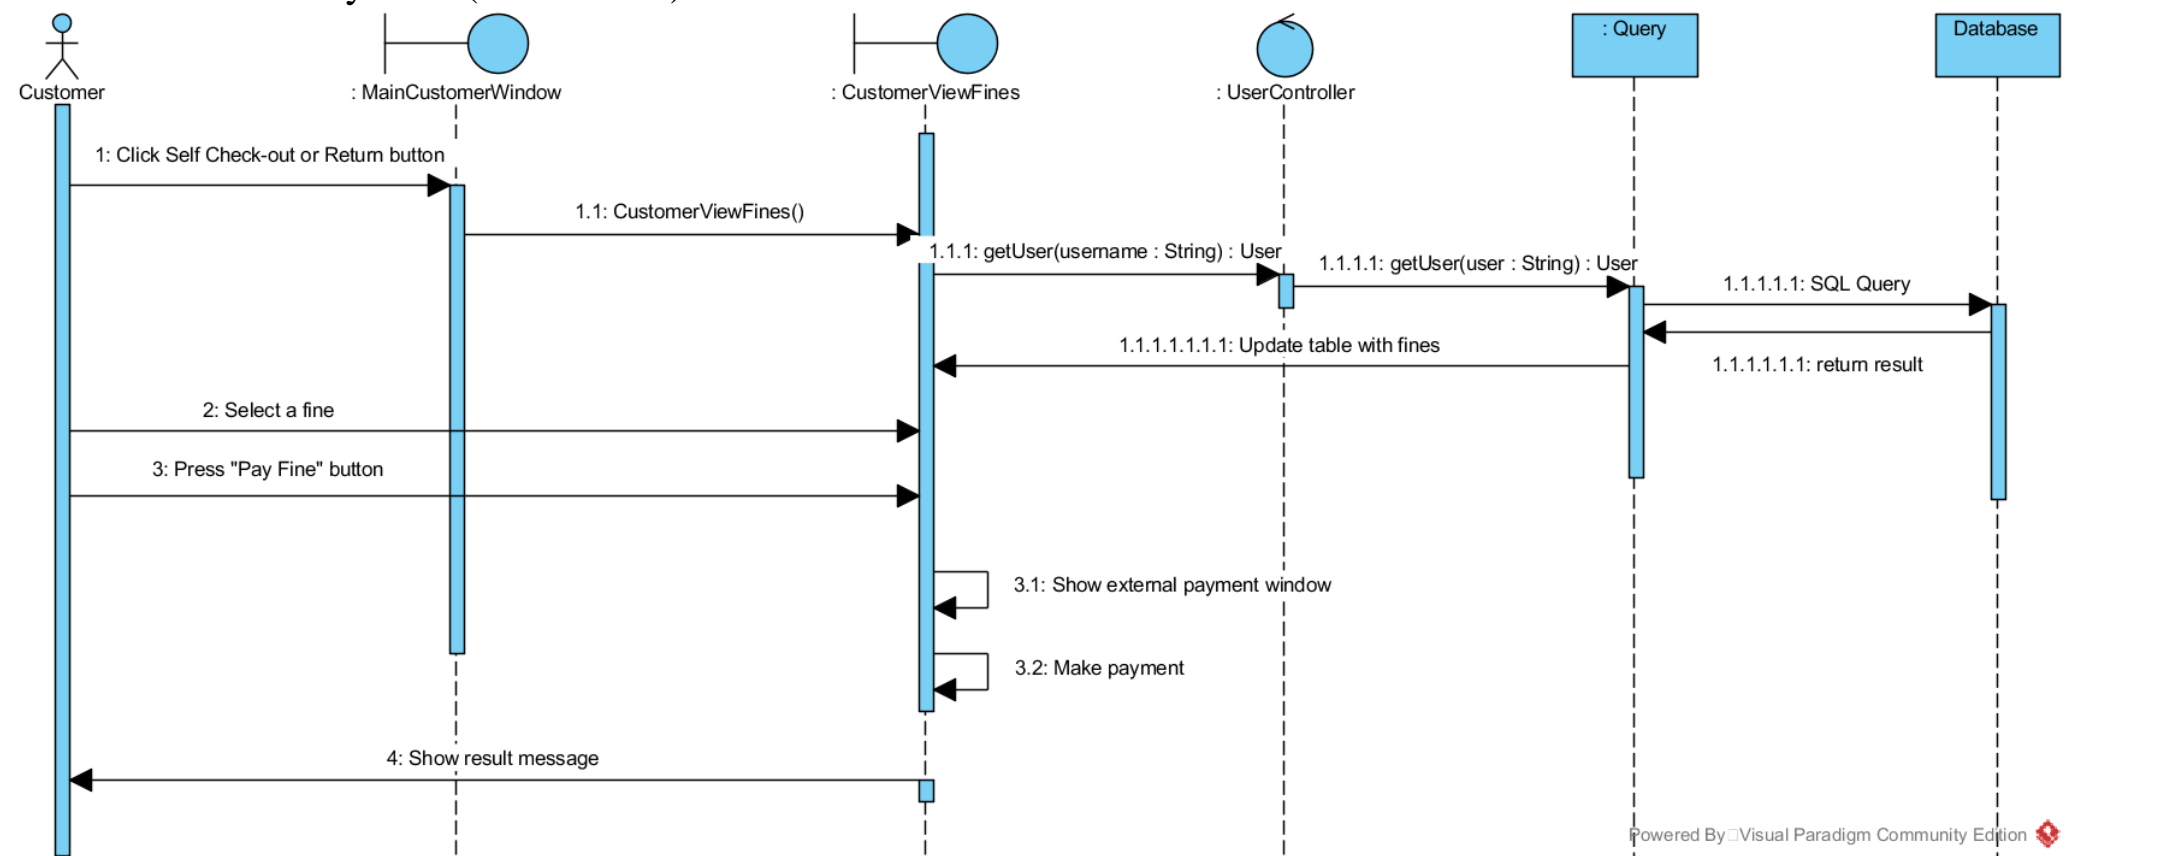 Customer
: MainCustomerWindow
: CustomerViewFines
: UserController
: Query
Database
1: Click Self Check-out or Return button
1.1: CustomerViewFines()
1.1.1: getUser(username : String) : User
1.1.1.1: getUser(user : String) : User
1.1.1.1.1: SQL Query
1.1.1.1.1.1.1: Update table with fines
1.1.1.1.1.1: return result
2: Select a fine
3: Press "Pay Fine" button
3.1: Show external payment window
3.2: Make payment
4: Show result message
Powered By Visual Paradigm Community Edition